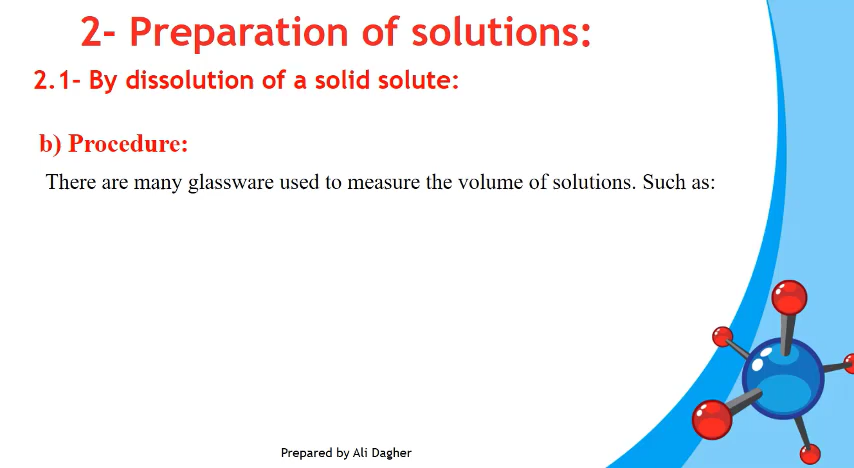 2- Preparation of solutions:
2.1- By dissolution of a solid solute:
b) Procedure:
There are many glassware used to measure the volume of solutions. Such as:
Prepared by Ali Dagher